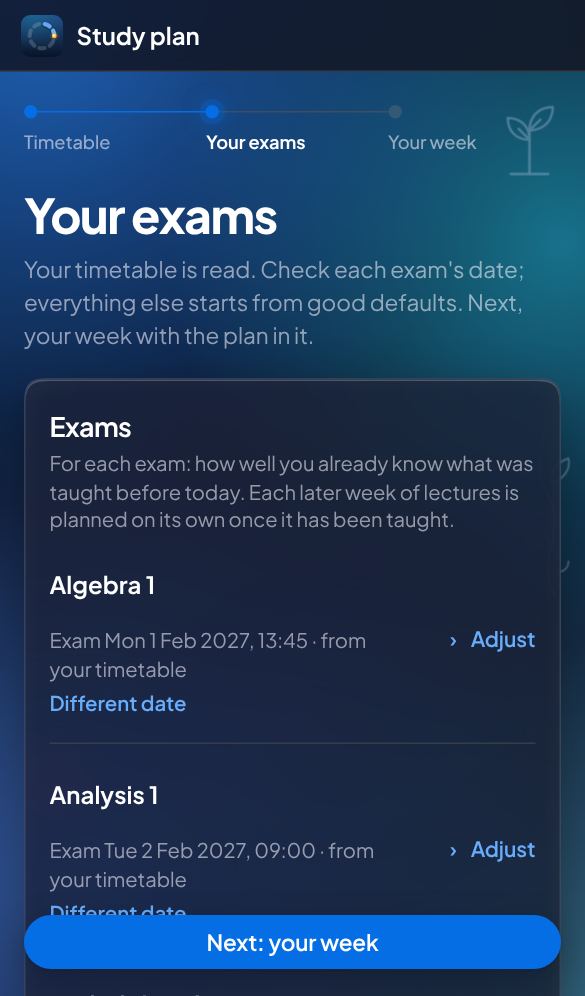 Study plan
Timetable
Your exams
Your week
Your exams
Your timetable is read. Check each exam's date;
everything else starts from good defaults. Next,
your week with the plan in it.
Exams
For each exam: how well you already know what was
taught before today. Each later week of lectures is
planned on its own once it has been taught.
Algebra 1
Exam Mon 1 Feb 2027, 13:45 · from
your timetable
› Adjust
Different date
Analysis 1
Exam Tue 2 Feb 2027, 09:00 · from
your timetable
› Adjust
Different date
Next: your week